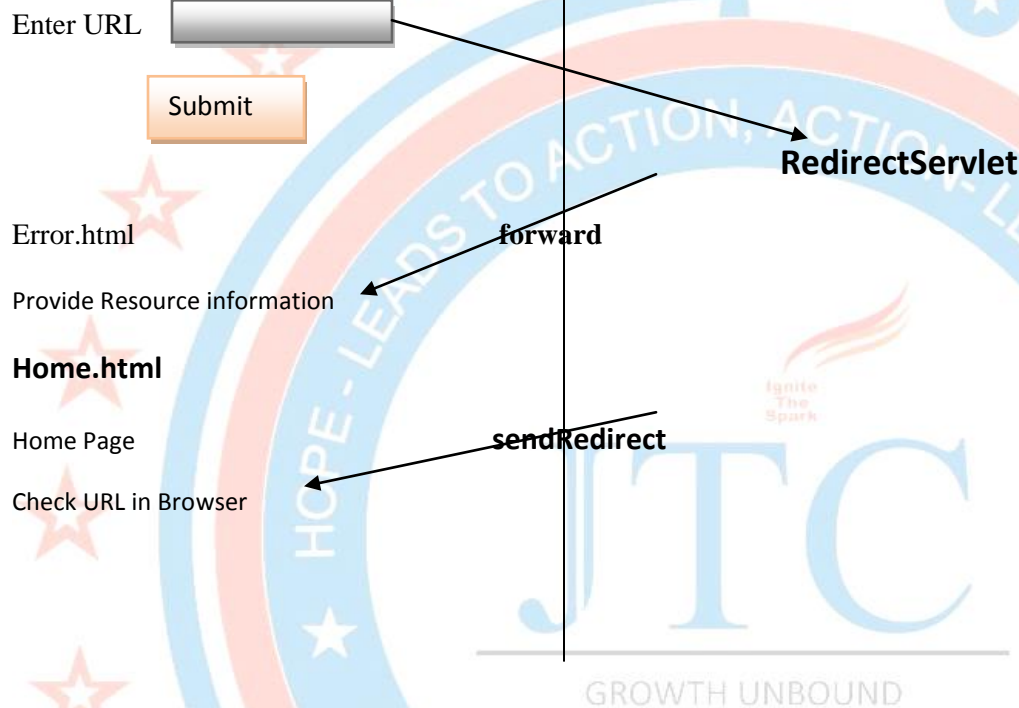 Enter URL
Submit
HOPE - LEADS TO ACTION, ACTION - LE
RedirectServlet
Error.html
forward
Provide Resource information
Ignite
The
Spark
Home.html
Home Page
sendRedirect
JTC
Check URL in Browser
GROWTH UNBOUND